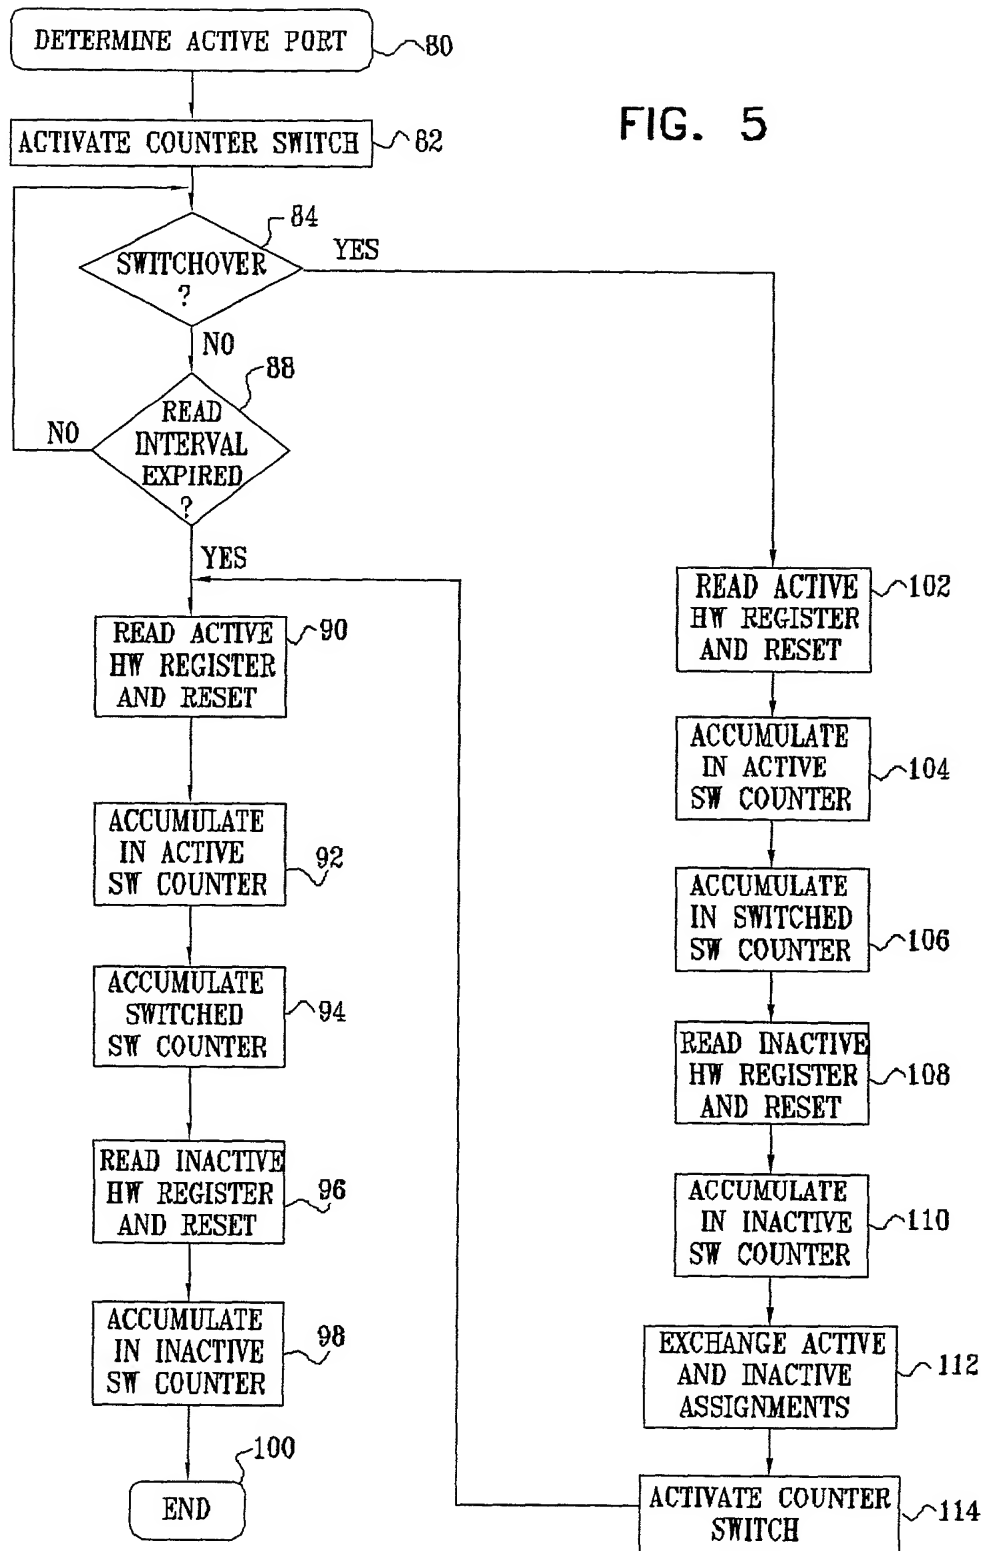 DETERMINE ACTIVE PORT
80
ACTIVATE COUNTER SWITCH
82
FIG. 5
84
SWITCHOVER
?
YES
NO
88
READ
INTERVAL
EXPIRED
?
NO
YES
READ ACTIVE
HW REGISTER
AND RESET
90
ACCUMULATE
IN ACTIVE
SW COUNTER
92
ACCUMULATE
SWITCHED
SW COUNTER
94
READ INACTIVE
HW REGISTER
AND RESET
96
ACCUMULATE
IN INACTIVE
SW COUNTER
98
100
END
READ ACTIVE
HW REGISTER
AND RESET
102
ACCUMULATE
IN ACTIVE
SW COUNTER
104
ACCUMULATE
IN SWITCHED
SW COUNTER
106
READ INACTIVE
HW REGISTER
AND RESET
108
ACCUMULATE
IN INACTIVE
SW COUNTER
110
EXCHANGE ACTIVE
AND INACTIVE
ASSIGNMENTS
112
ACTIVATE COUNTER
SWITCH
114